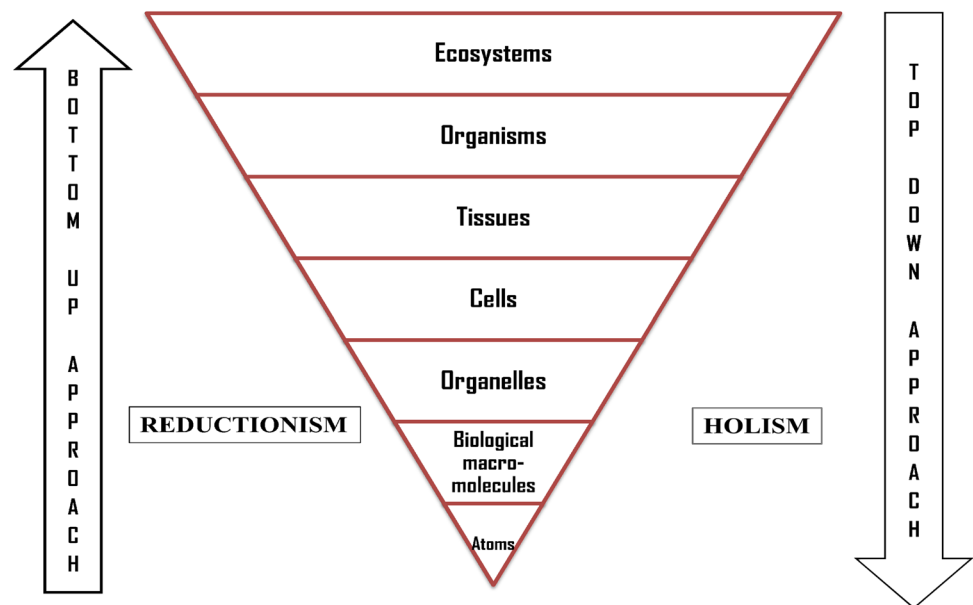 BOTTOM UP APPROACH
Ecosystems
Organisms
Tissues
Cells
Organelles
Biological
macro-
molecules
Atoms
REDUCTIONISM
HOLISM
TOP DOWN APPROACH